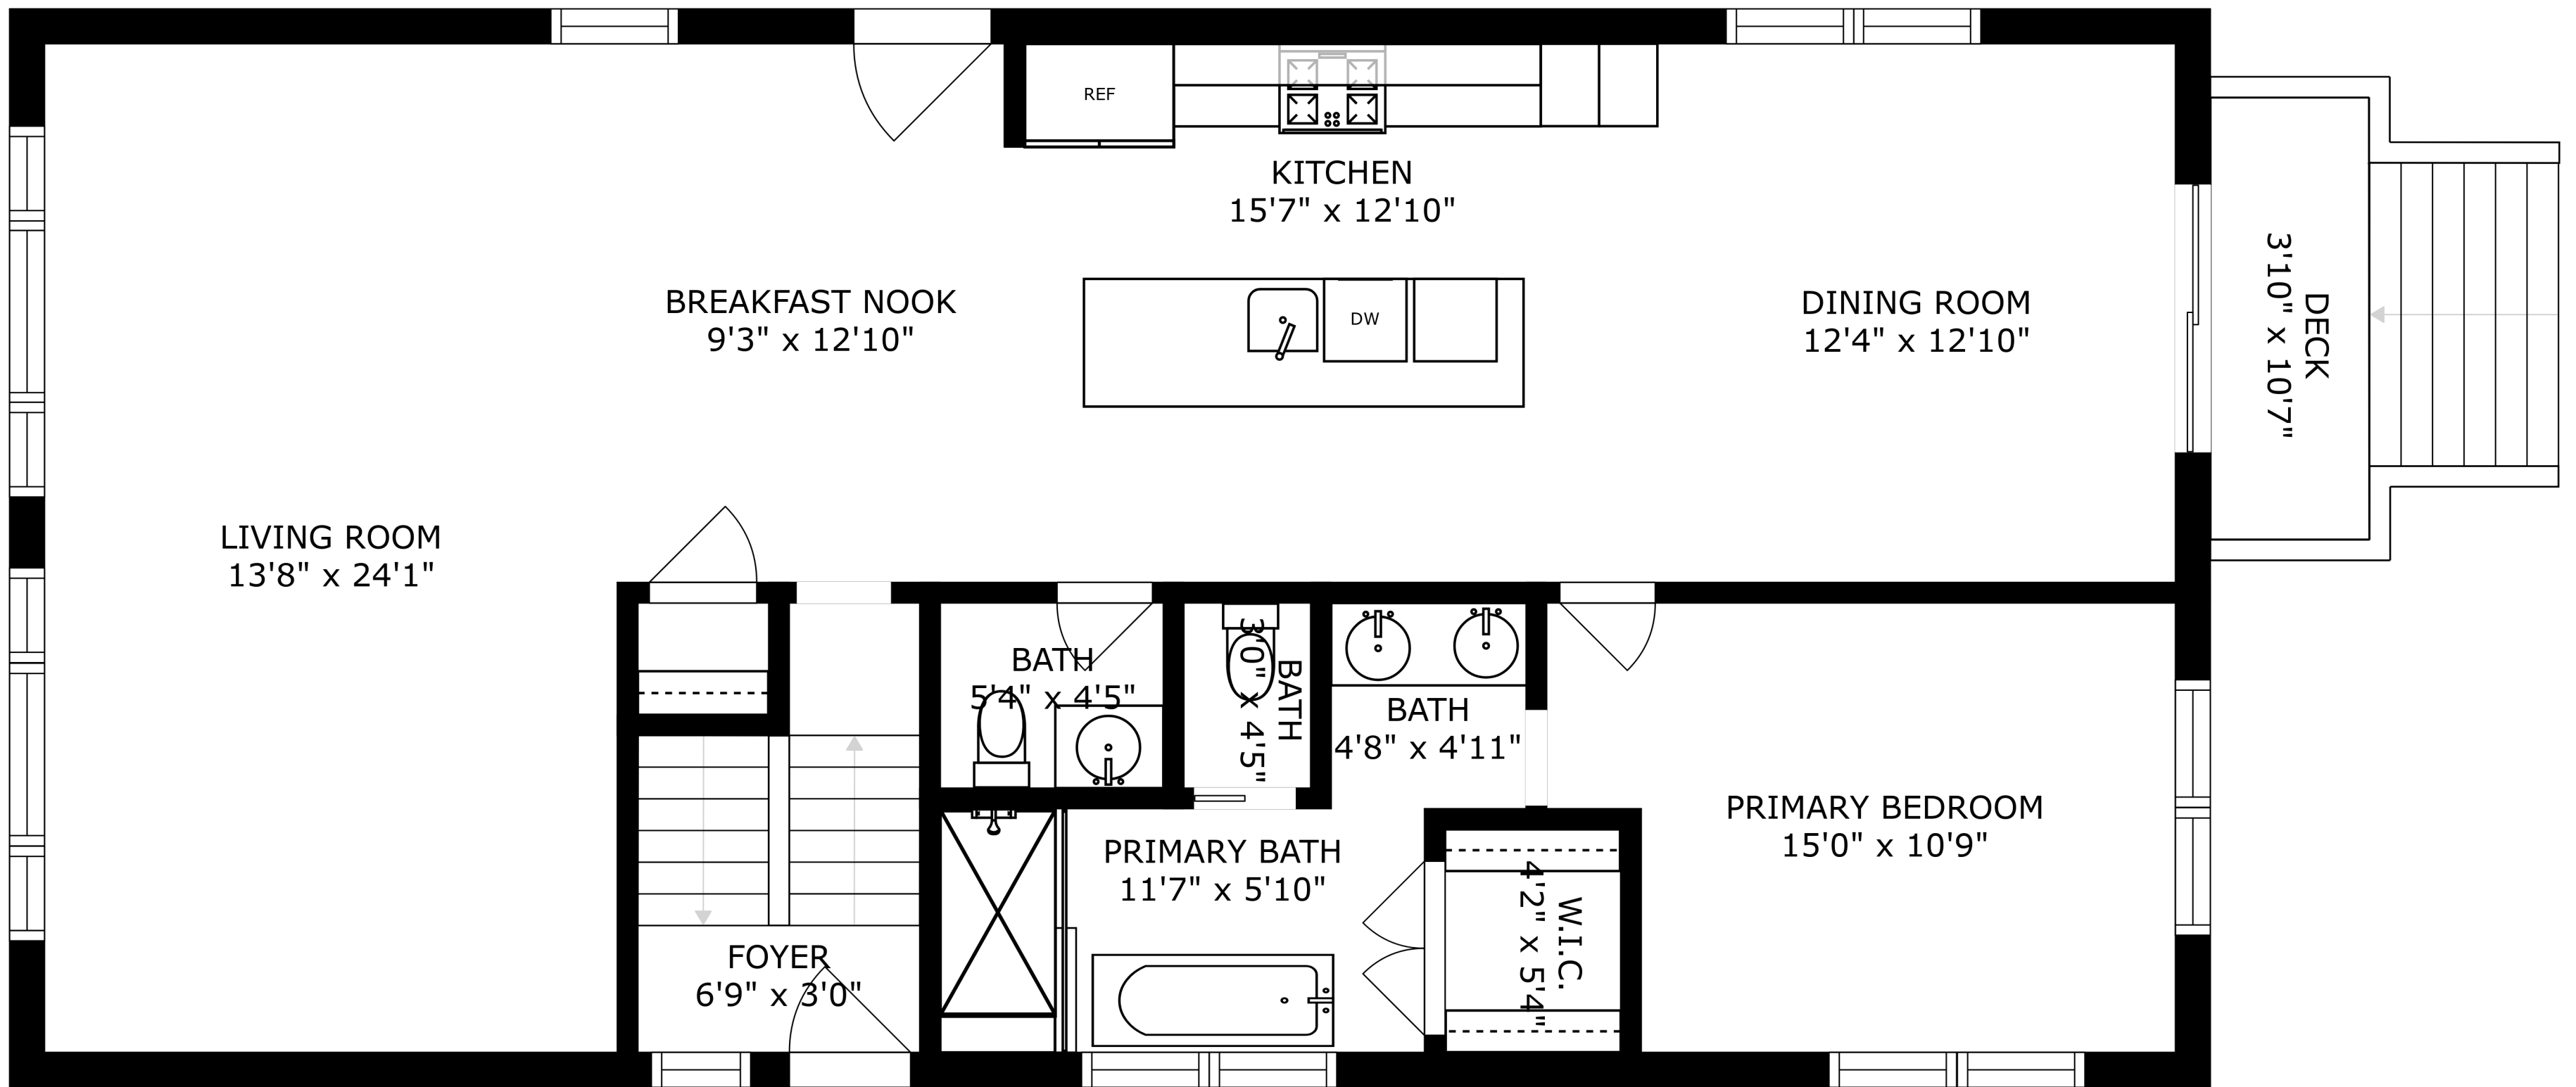 REF
KITCHEN
15'7" x 12'10"
BREAKFAST NOOK
9'3" x 12'10"
DW
DINING ROOM
12'4" x 12'10"
DECK
3'10" x 10'7"
LIVING ROOM
13'8" x 24'1"
BATH
5'4" x 4'5"
BATH
3'0" x 4'5"
BATH
4'8" x 4'11"
PRIMARY BEDROOM
15'0" x 10'9"
PRIMARY BATH
11'7" x 5'10"
W.I.C.
4'2" x 5'4"
FOYER
6'9" x 3'0"